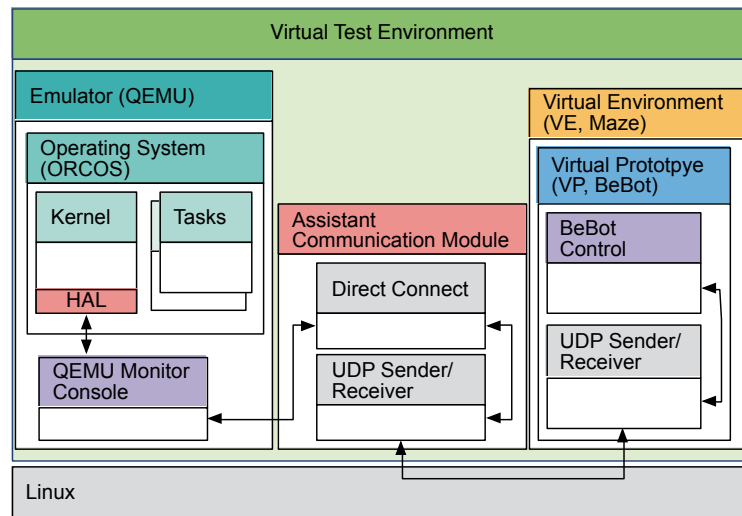 Virtual Test Environment
Emulator (QEMU)
Operating System
(ORCOS)
Kernel
Tasks
HAL
QEMU Monitor
Console
Assistant
Communication Module
Direct Connect
UDP Sender/
Receiver
Virtual Environment
(VE, Maze)
Virtual Prototpye
(VP, BeBot)
BeBot
Control
UDP Sender/
Receiver
Linux